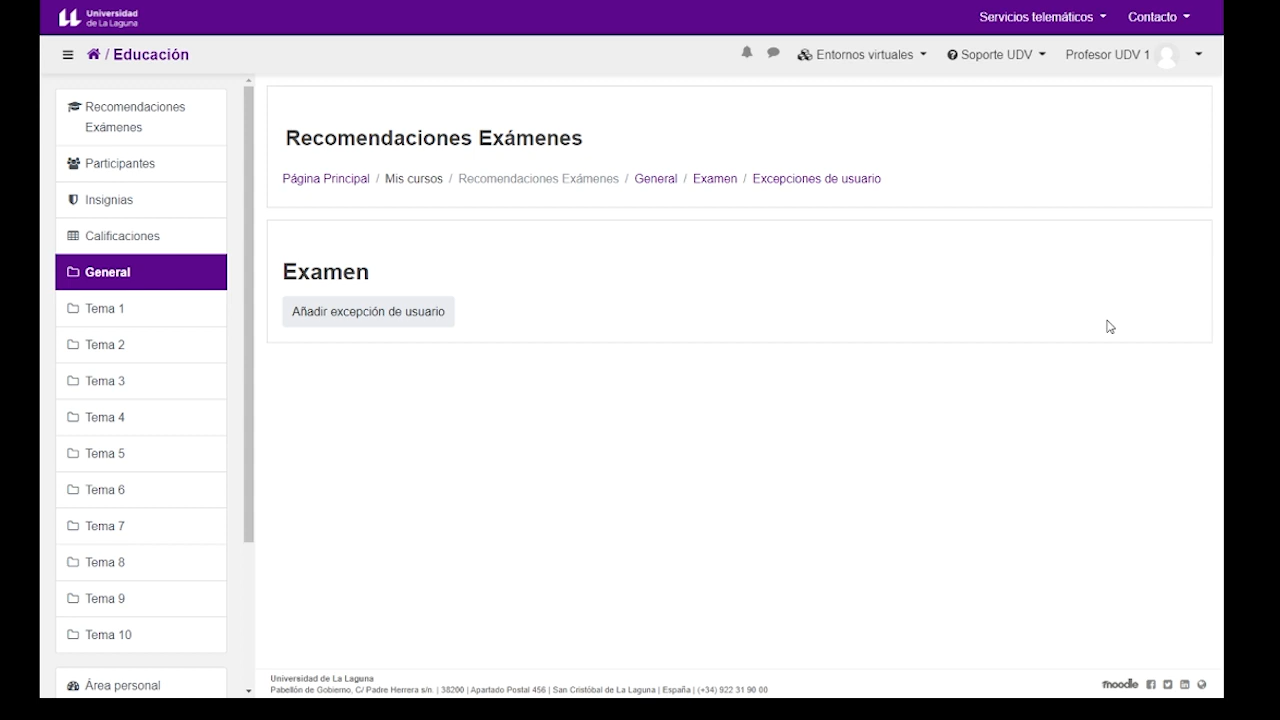 Universidad
de La Laguna
Servicios telemáticos
Contacto
/ Educación
Entornos virtuales
Soporte UDV
Profesor UDV 1
Recomendaciones
Exámenes
Participantes
Insignias
Calificaciones
General
Tema 1
Tema 2
Tema 3
Tema 4
Tema 5
Tema 6
Tema 7
Tema 8
Tema 9
Tema 10
Área personal
Recomendaciones Exámenes
Página Principal / Mis cursos / Recomendaciones Exámenes / General / Examen / Excepciones de usuario
Examen
Añadir excepción de usuario
Universidad de La Laguna
Pabellón de Gobierno, C/ Padre Herrera s/n. | 38200 | Apartado Postal 456 | San Cristóbal de La Laguna | España | (+34) 922 31 90 00
moodle